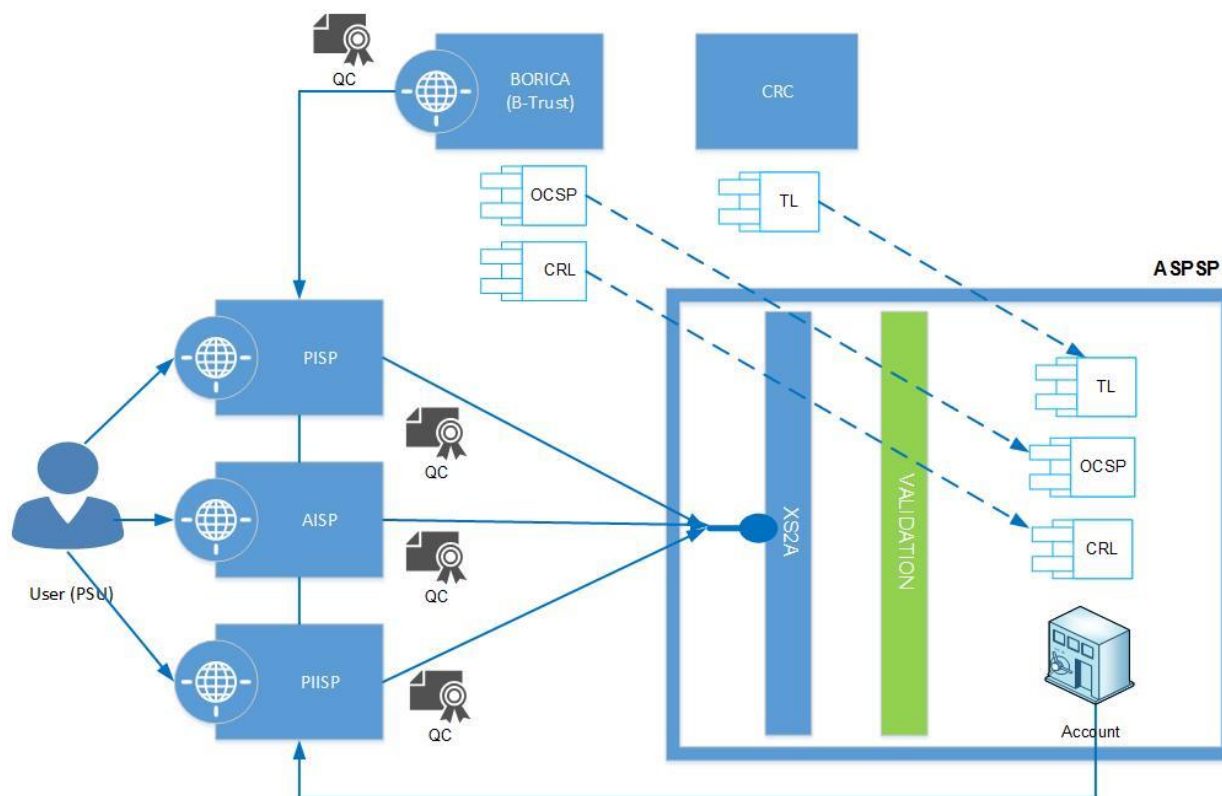 QC
BORICA
(B-Trust)
CRC
OCSP
TL
CRL
ASPSP
PISP
TL
QC
OCSP
AISP
XS2A
VALIDATION
CRL
QC
User (PSU)
PIISP
QC
Account